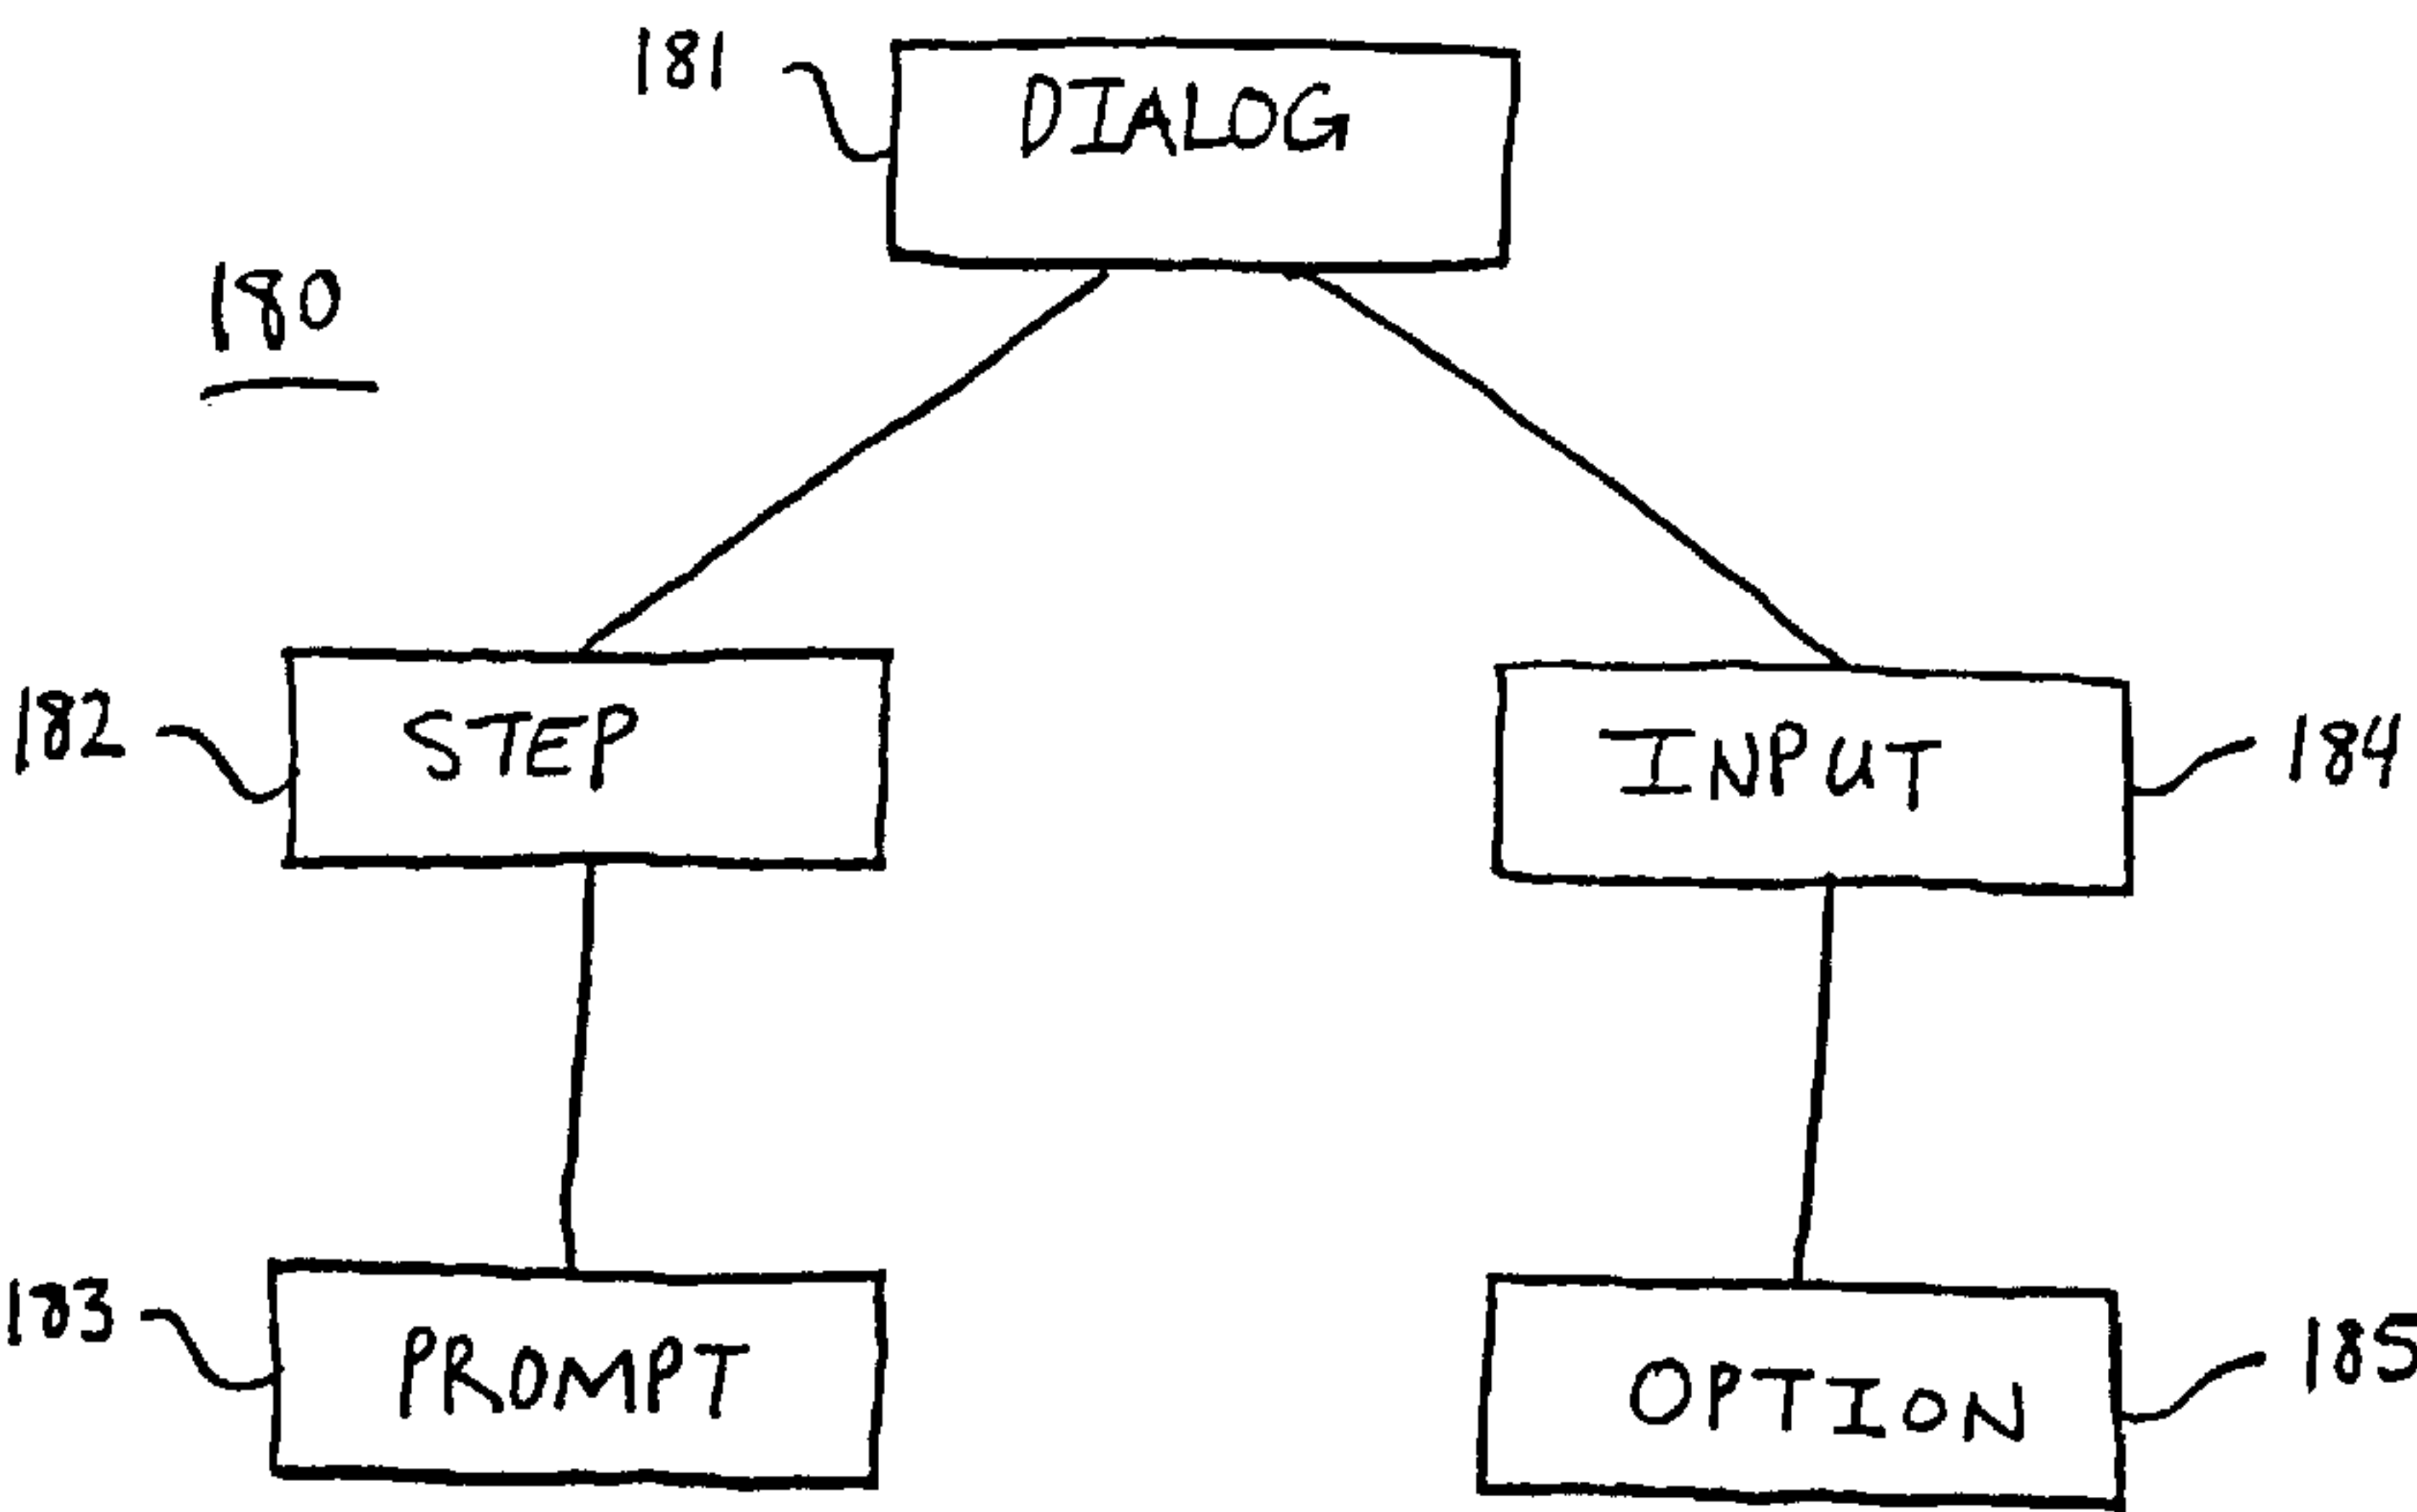 181
DIALOG
180
182
STEP
INPUT
184
183
PROMPT
OPTION
185